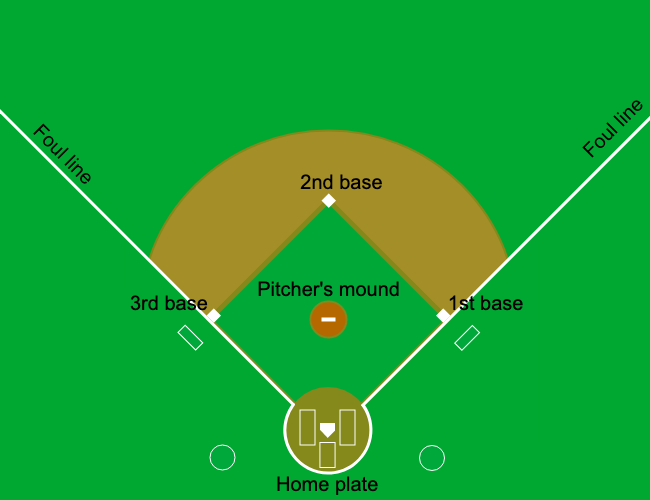 Foul line
Foul line
2nd base
Pitcher's mound
3rd base
1st base
Home plate